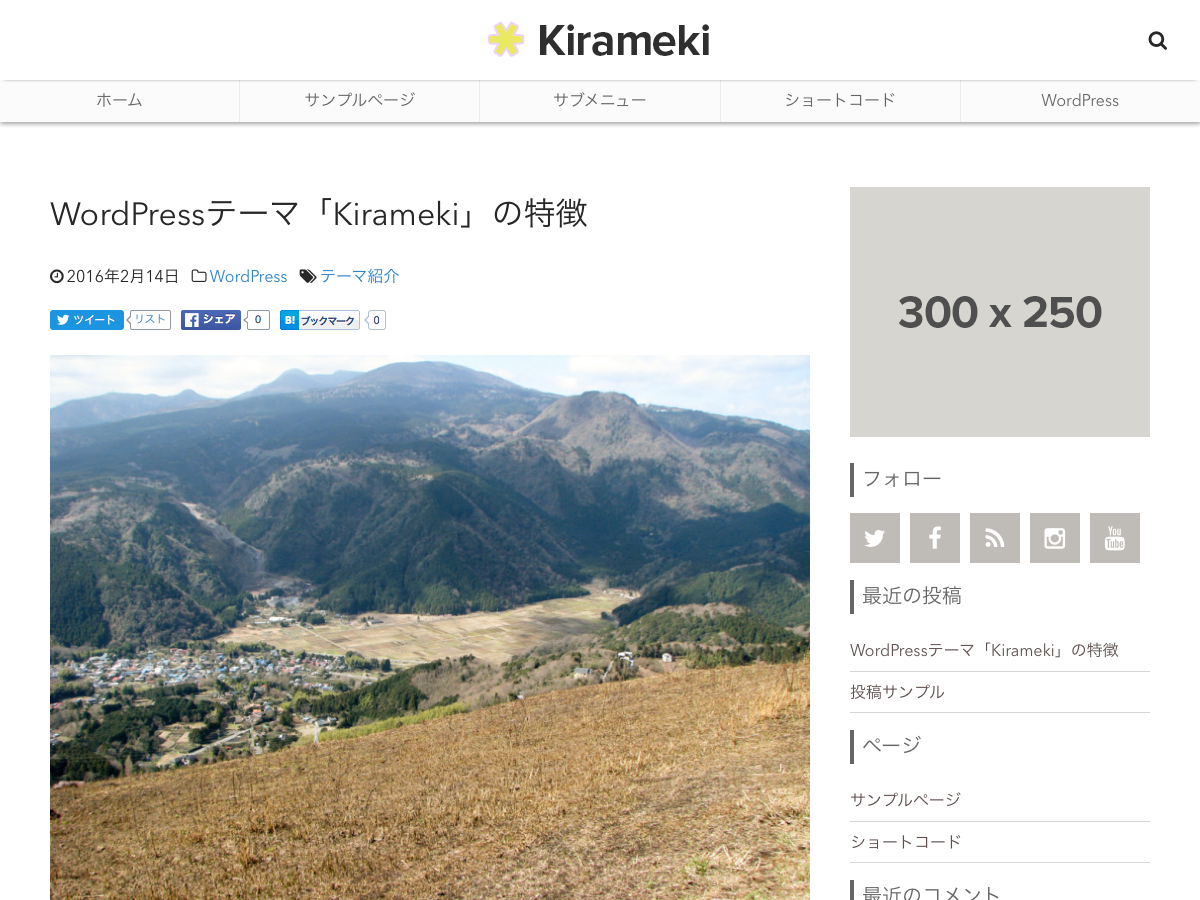 Kirameki
ホーム
サンプルページ
サブメニュー
ショートコード
WordPress
WordPressテーマ「Kirameki」の特徴
2016年2月14日 WordPress テーマ紹介
ツイート リスト シェア 0 B! ブックマーク 0
300 x 250
フォロー
You Tube
最近の投稿
WordPressテーマ「Kirameki」の特徴
投稿サンプル
ページ
サンプルページ
ショートコード
最近のコメント